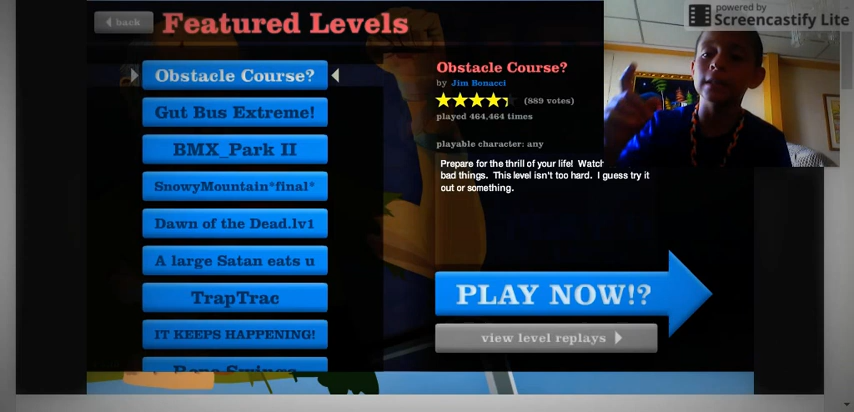 back
Featured Levels
powered by
Screencastify Lite
Obstacle Course?
Gut Bus Extreme!
BMX_Park II
SnowyMountain*final*
Dawn of the Dead.lv1
A large Satan eats u
TrapTrac
IT KEEPS HAPPENING!
Obstacle Course?
by Jim Bonacci
(889 votes)
played 464,464 times
playable character: any
Prepare for the thrill of your life! Watch
bad things. This level isn't too hard. I guess try it
out or something.
PLAY NOW!?
view level replays